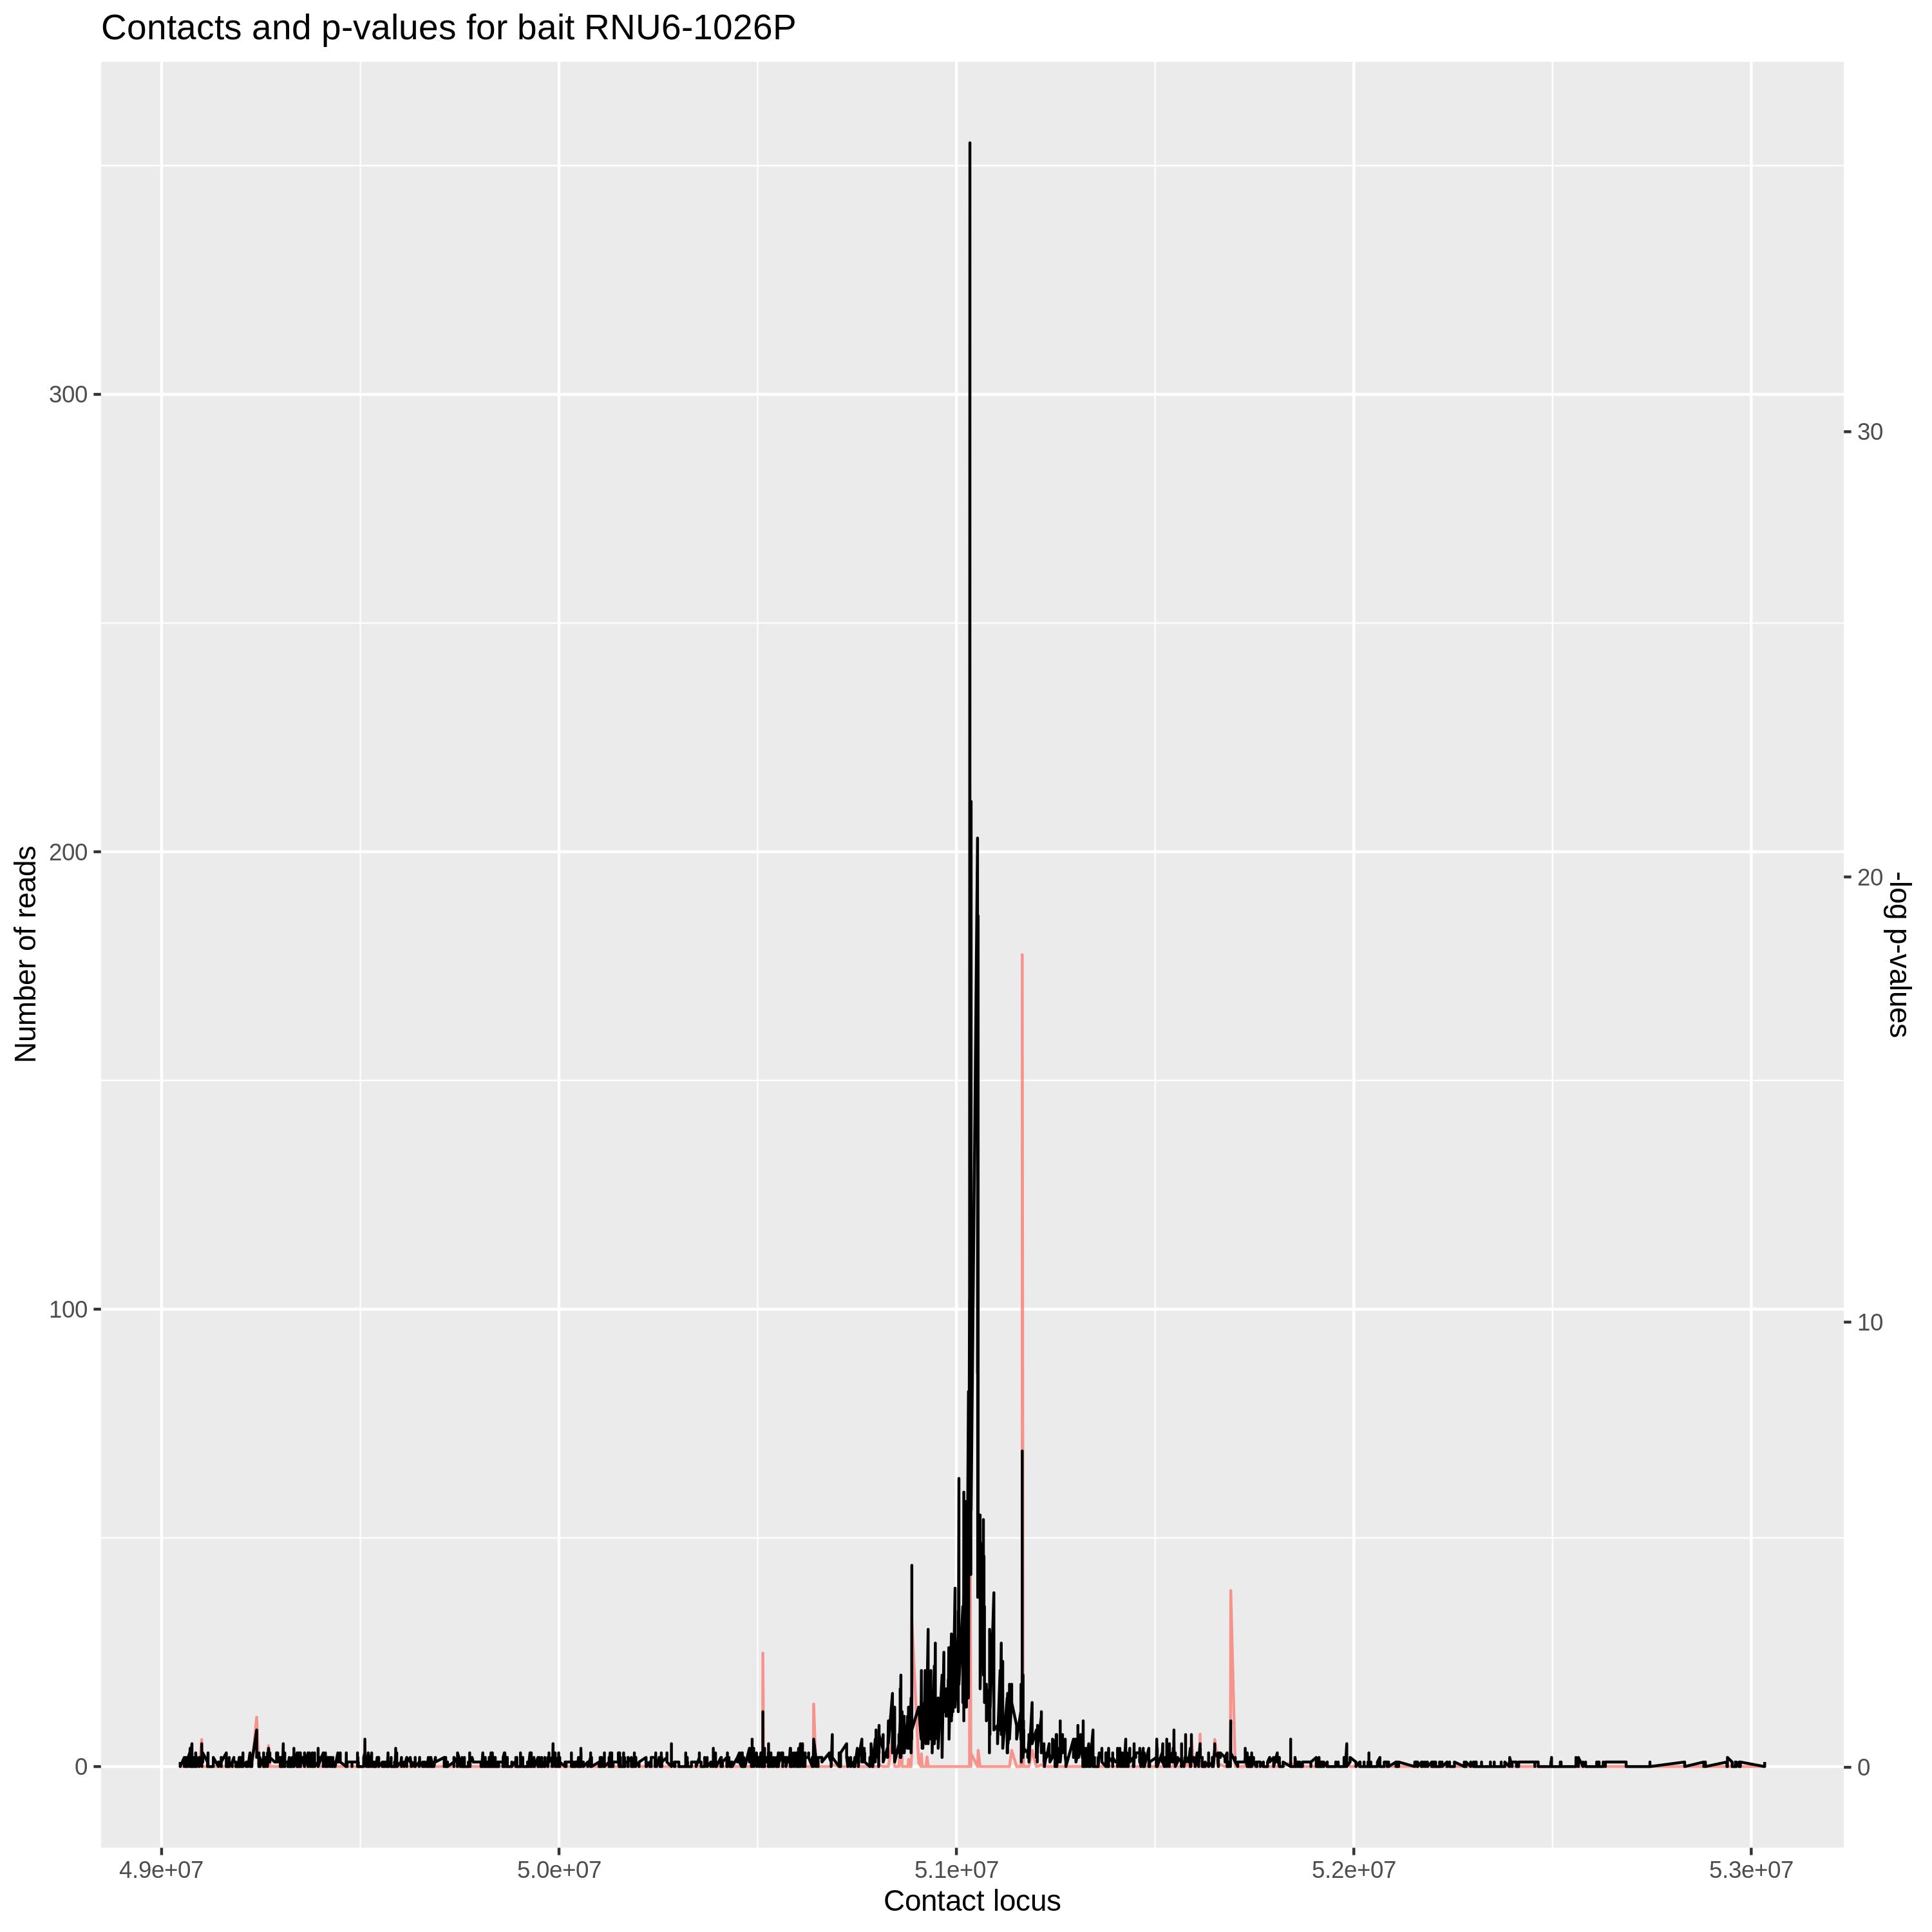 Contacts and p-values for bait RNU6-1026P
300
200
100
0
Number of reads
30
20
10
0
-log p-values
4.9e+07 5.0e+07 5.1e+07 5.2e+07 5.3e+07
Contact locus